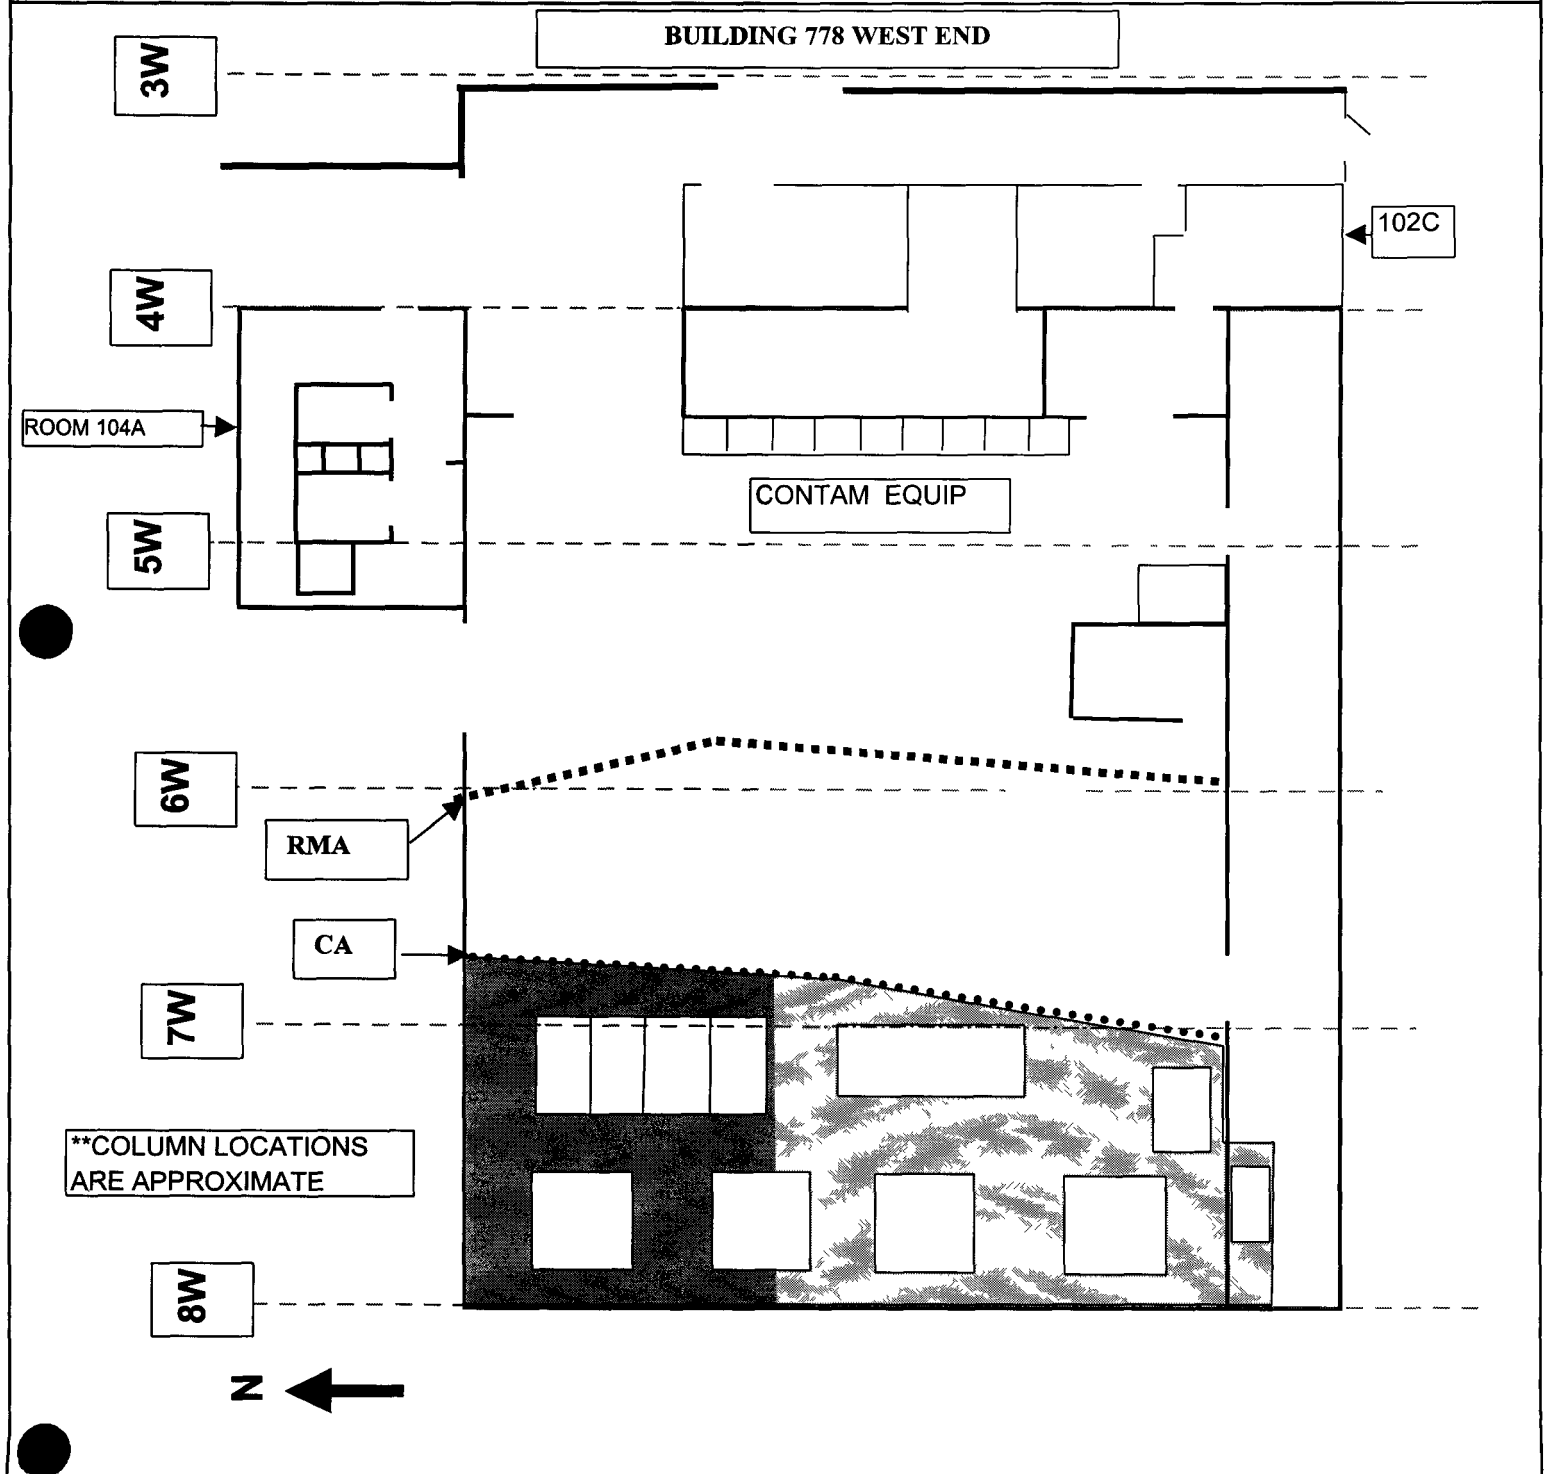 BUILDING 778 WEST END
3W
102C
4W
ROOM 104A
CONTAM EQUIP
5W
6W
RMA
CA
7W
**COLUMN LOCATIONS
ARE APPROXIMATE
8W
N